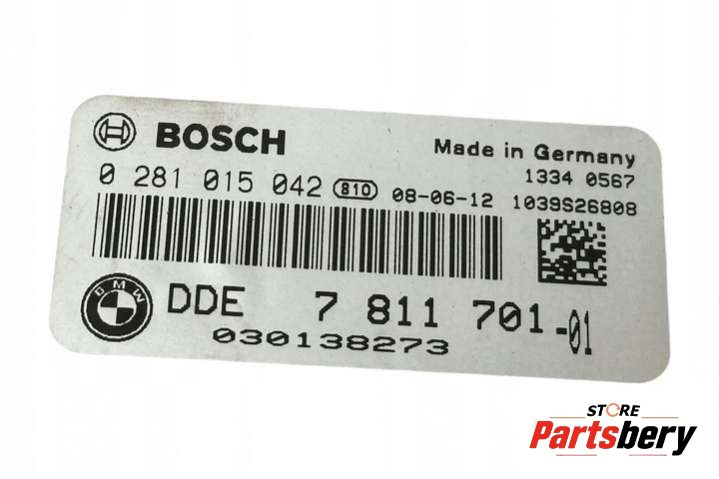 BOSCH
Made in Germany
1334 0567
0 281 015 042 810 08-06-12 1039S26808
BMW
DDE 7 811 701-01
030138273
STORE
Partsbery